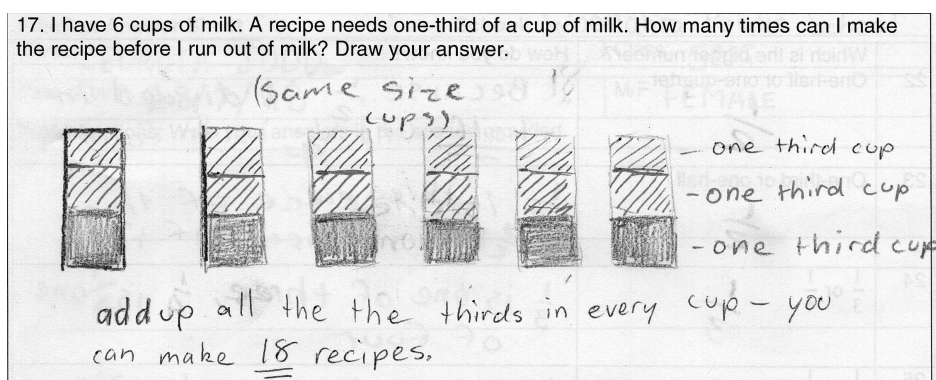 17. I have 6 cups of milk. A recipe needs one-third of a cup of milk. How many times can I make
the recipe before I run out of milk? Draw your answer.
(same size
cups)
— one third cup
- one third cup
- one third cup
add up all the the thirds in every cup — you
can make 18 recipes.